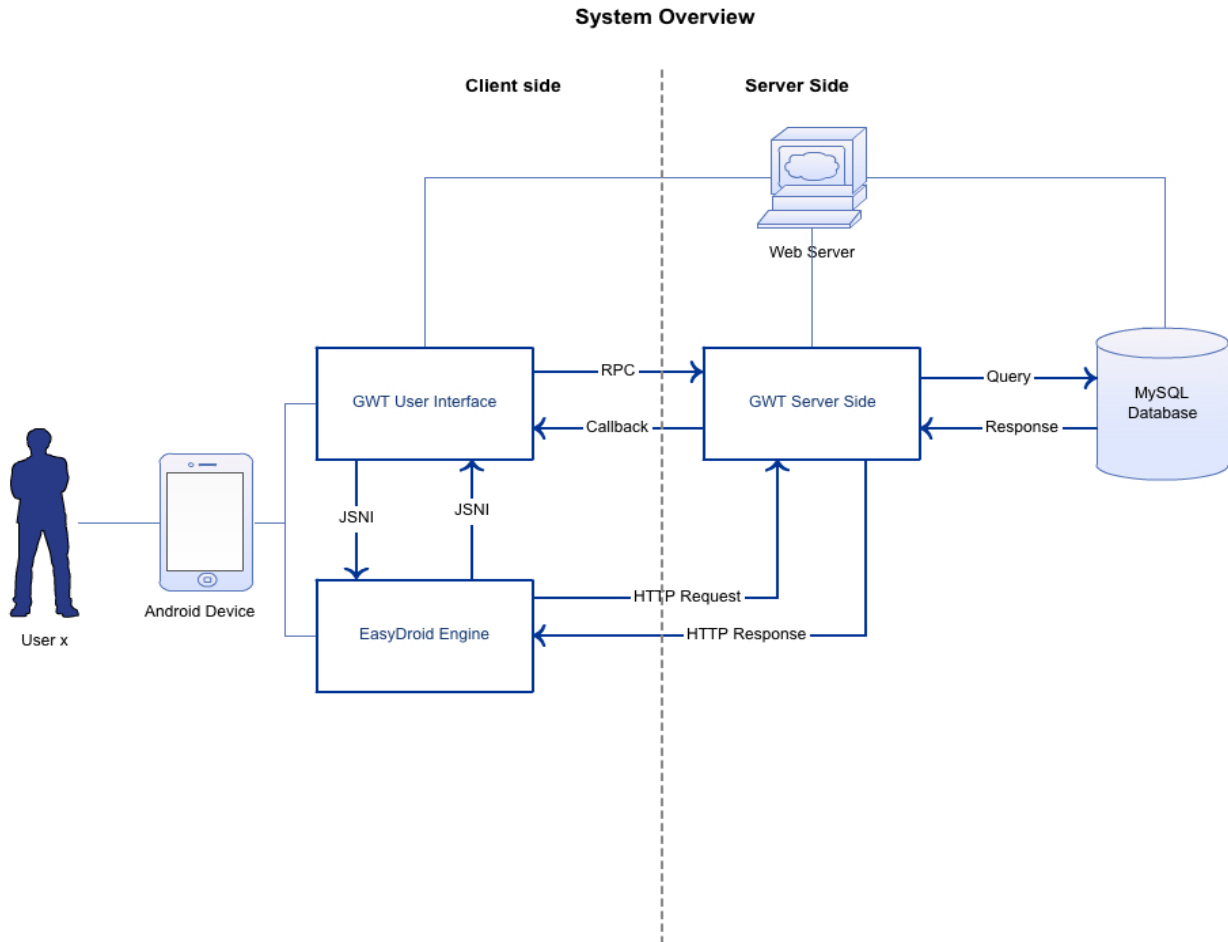 System Overview
Client side
Server Side
Web Server
GWT User Interface
RPC
Callback
GWT Server Side
Query
Response
MySQL
Database
JSNI
JSNI
Android Device
User x
EasyDroid Engine
HTTP Request
HTTP Response